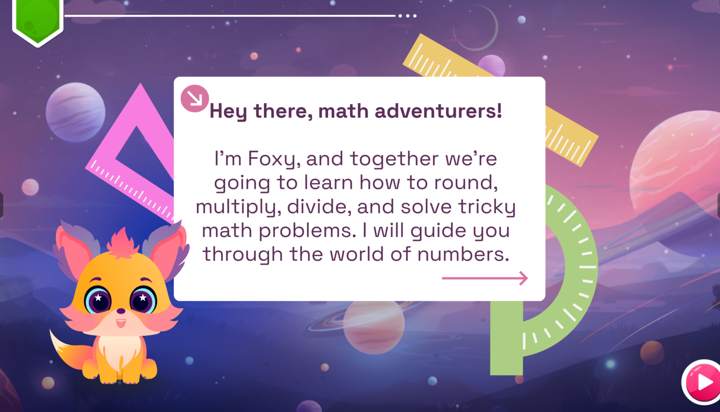 Hey there, math adventurers!
I'm Foxy, and together we're
going to learn how to round,
multiply, divide, and solve tricky
math problems. I will guide you
through the world of numbers.